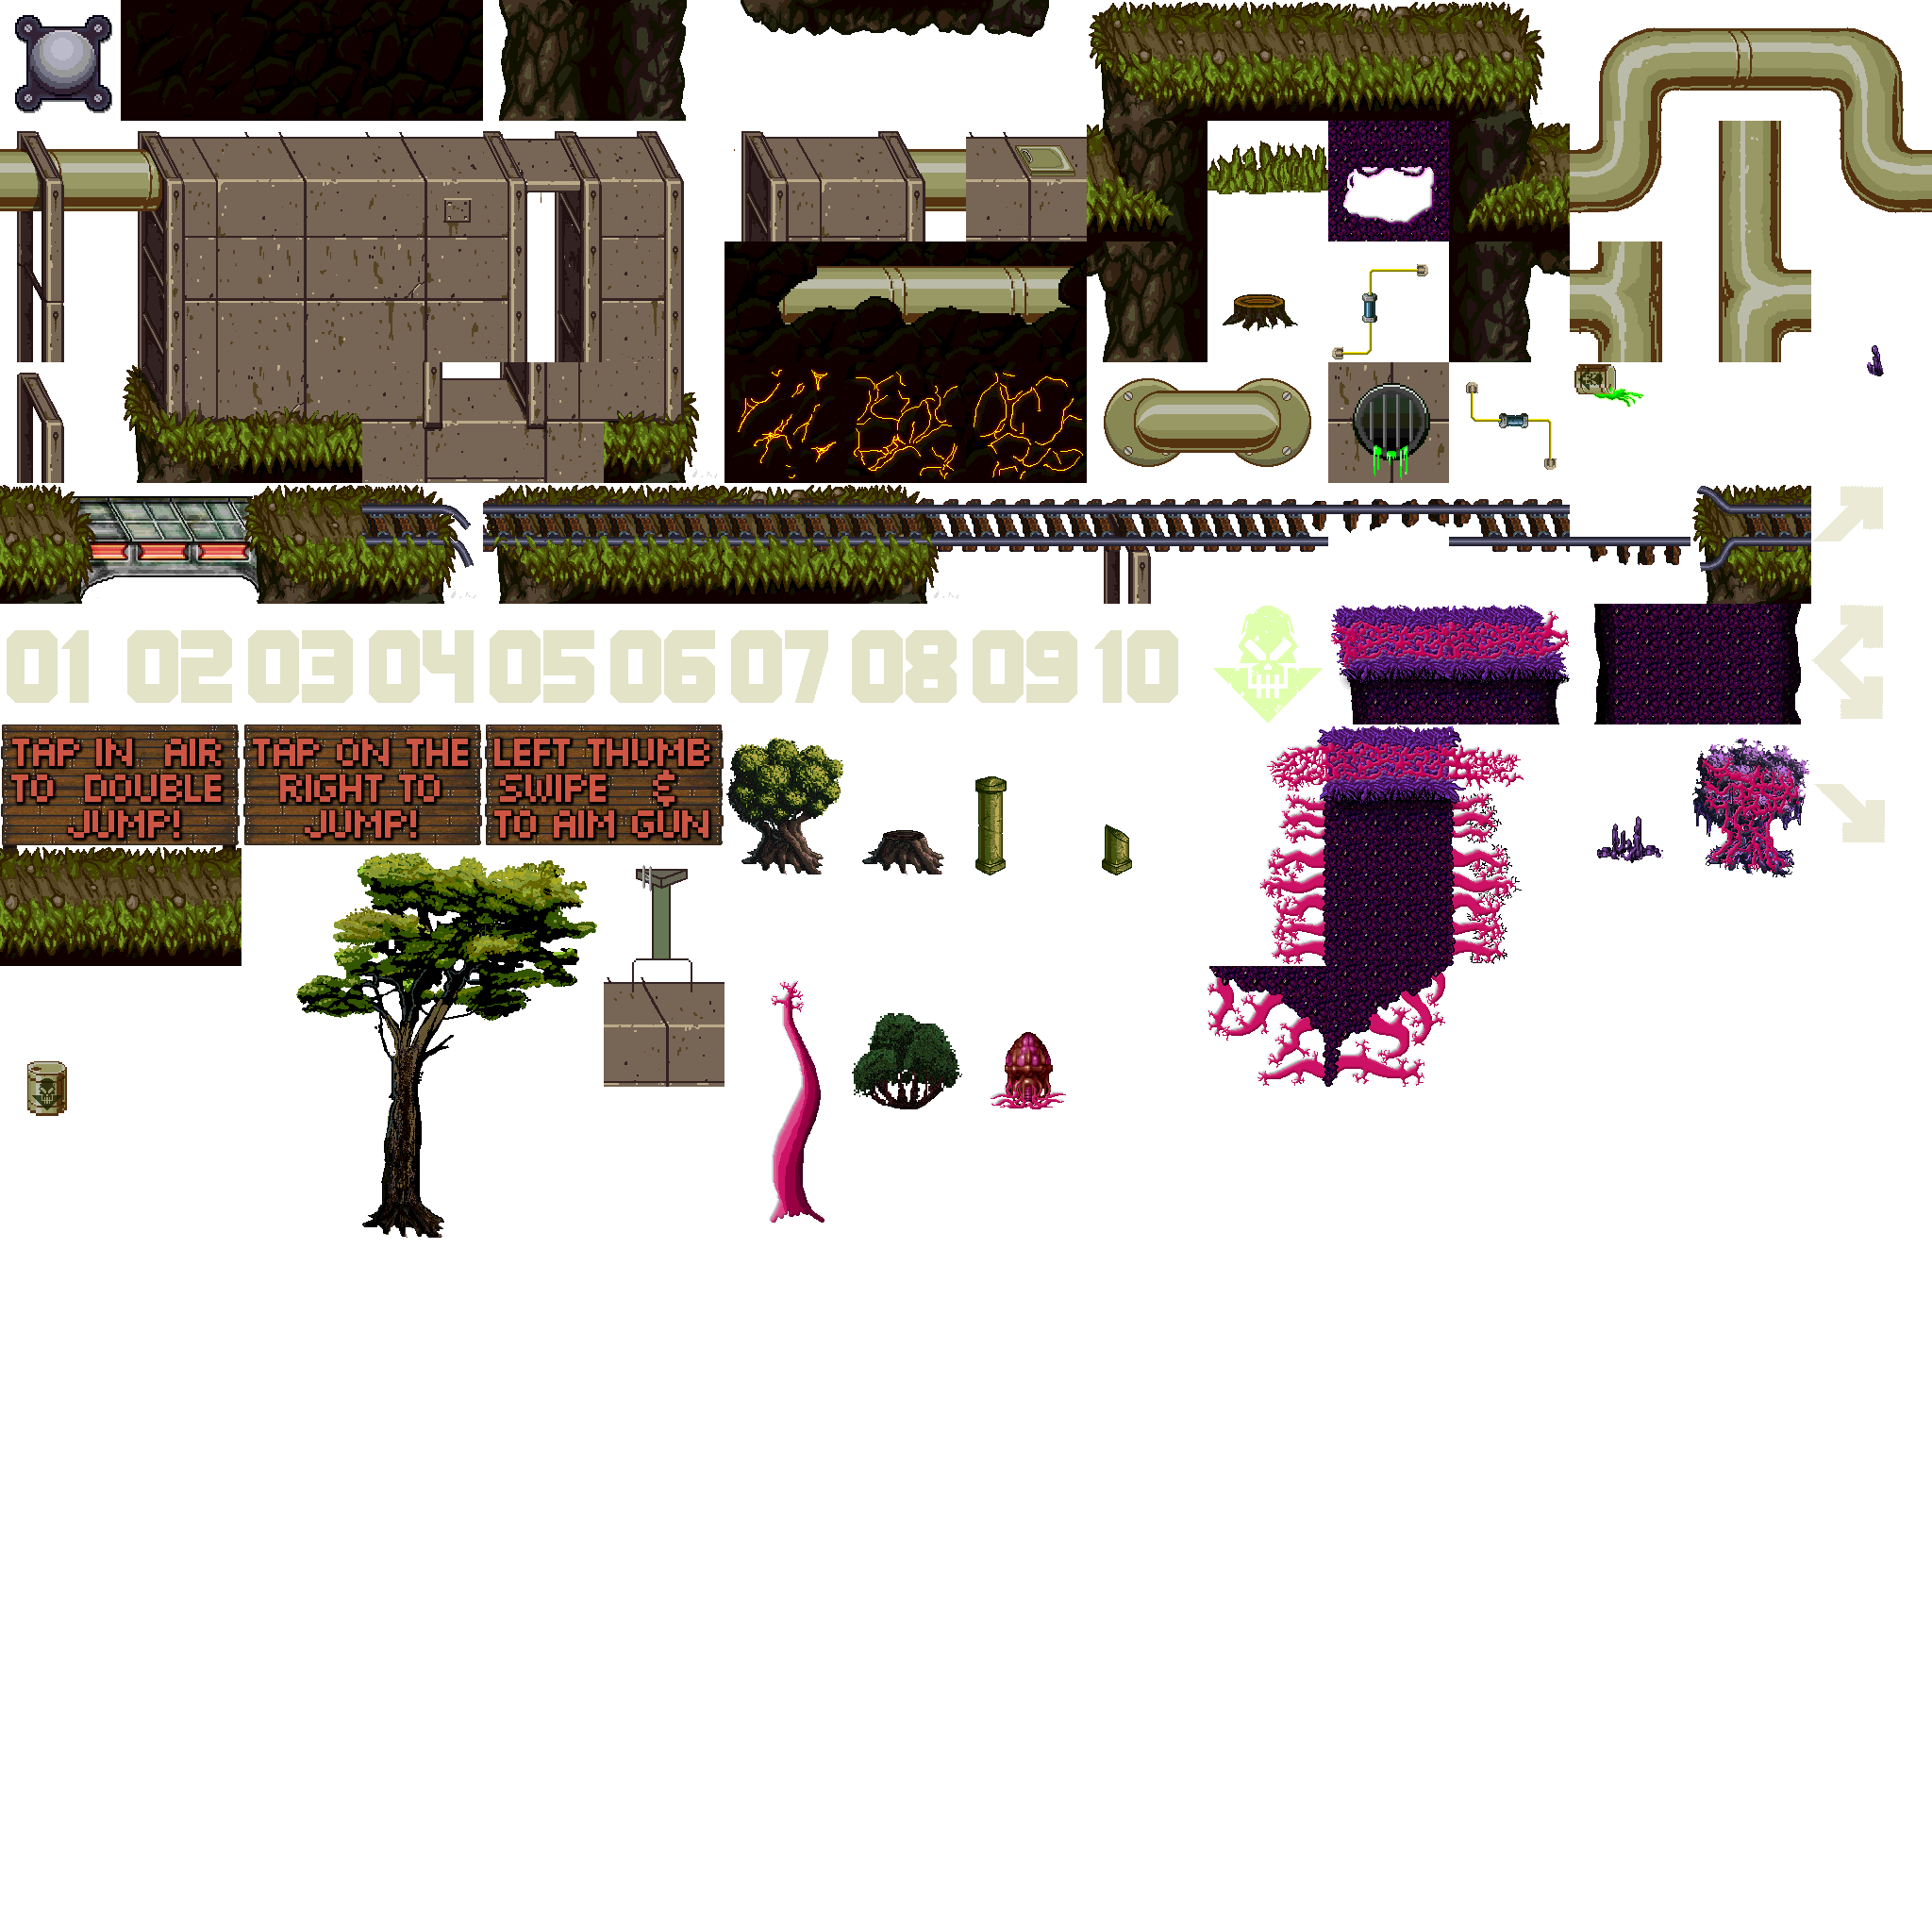 01 02 03 04 05 06 07 08 09 10
TAP IN AIR
TO DOUBLE
JUMP!
TAP ON THE
RIGHT TO
JUMP!
LEFT THUMB
SWIPE &
TO AIM GUN